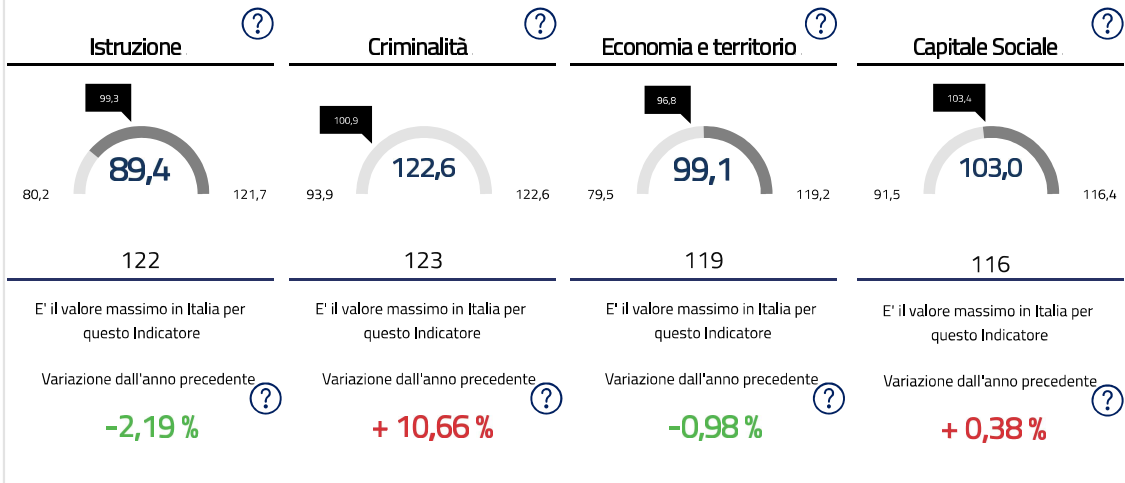 ?
?
?
?
Istruzione
Criminalità
Economia e territorio
Capitale Sociale
99,3
100,9
96,8
103,4
89,4
122,6
99,1
103,0
80,2
121,7
93,9
122,6
79,5
119,2
91,5
116,4
122
123
119
116
E' il valore massimo in Italia per
questo Indicatore
E' il valore massimo in Italia per
questo Indicatore
E' il valore massimo in Italia per
questo Indicatore
E' il valore massimo in Italia per
questo Indicatore
Variazione dall'anno precedente
?
Variazione dall'anno precedente
?
Variazione dall'anno precedente
?
Variazione dall'anno precedente
?
-2,19 %
+ 10,66 %
-0,98 %
+ 0,38 %